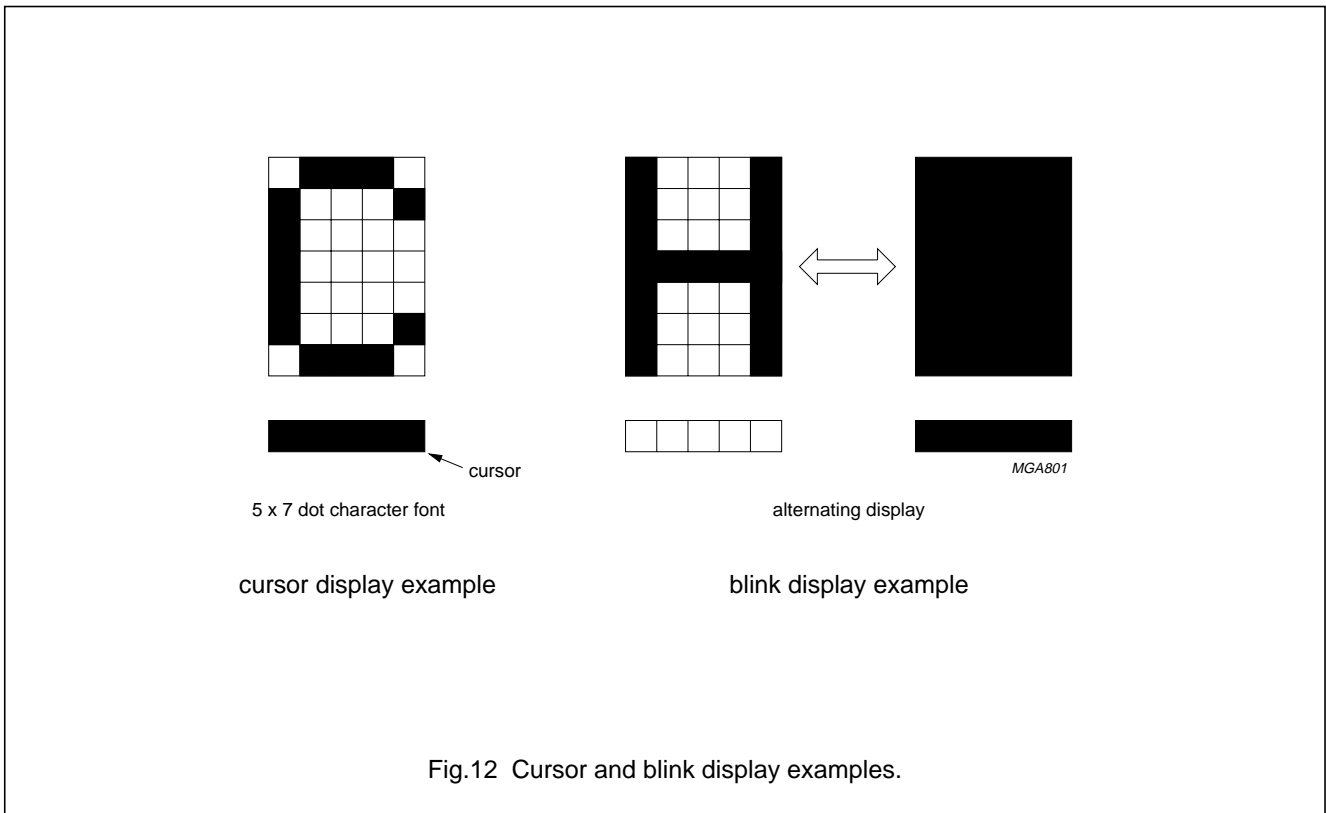 cursor
MGA801
5 x 7 dot character font
alternating display
cursor display example
blink display example
Fig.12 Cursor and blink display examples.